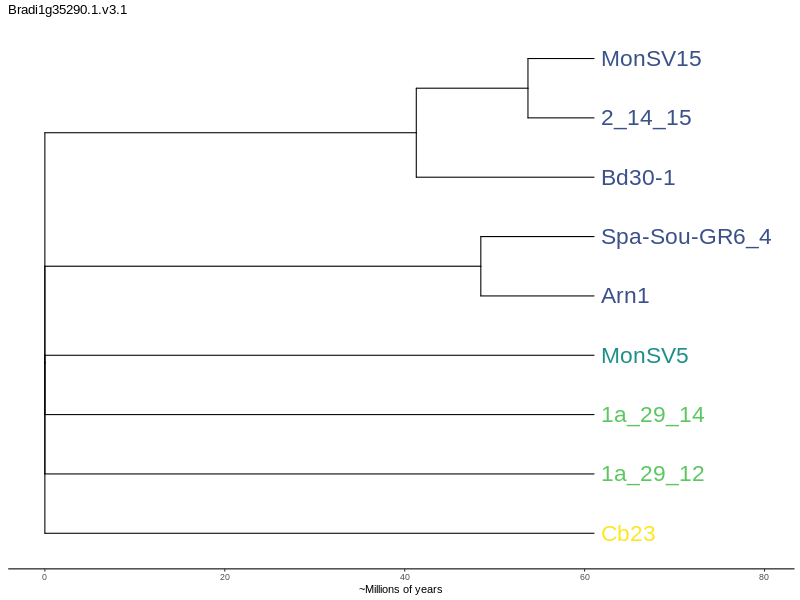 Bradi1g35290.1.v3.1
MonSV15
2_14_15
Bd30-1
Spa-Sou-GR6_4
Arn1
MonSV5
1a_29_14
1a_29_12
Cb23
0 20 40 60 80
~Millions of years